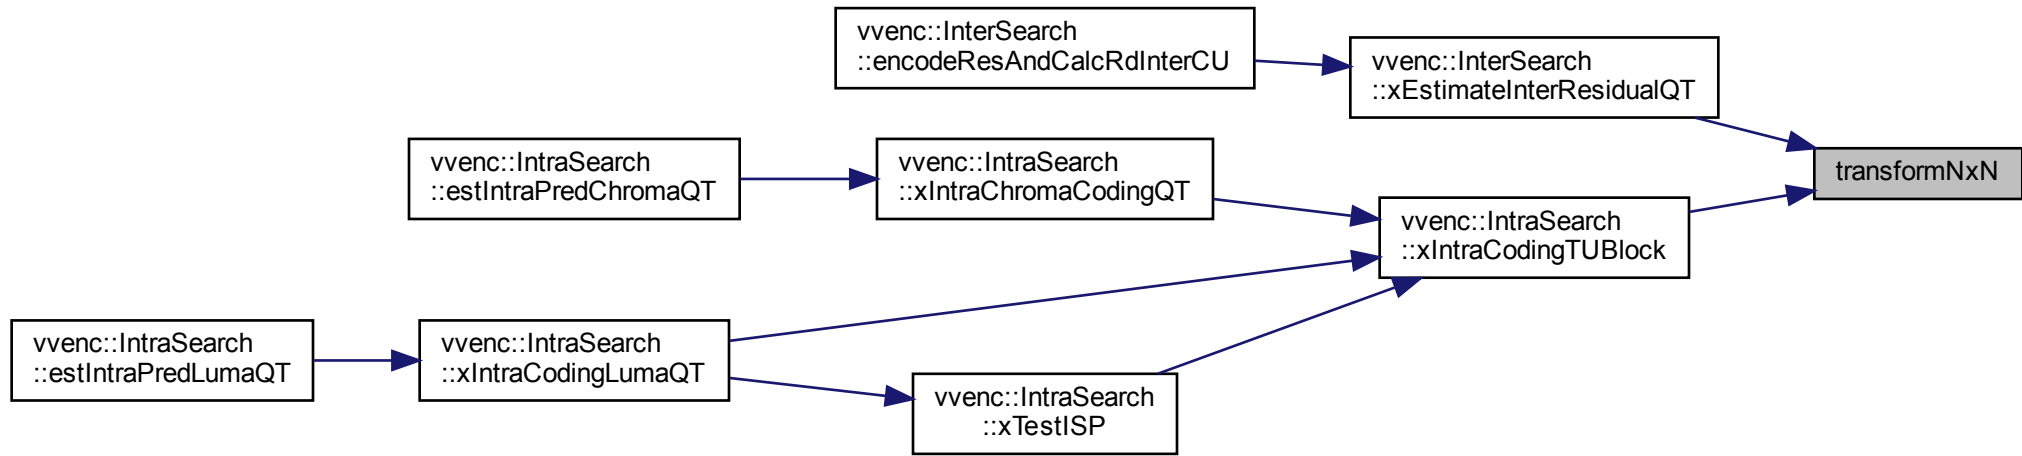 vvenc::InterSearch
::encodeResAndCalcRdInterCU
vvenc::InterSearch
::xEstimateInterResidualQT
vvenc::IntraSearch
::estIntraPredChromaQT
vvenc::IntraSearch
::xIntraChromaCodingQT
transformNxN
vvenc::IntraSearch
::xIntraCodingTUBlock
vvenc::IntraSearch
::estIntraPredLumaQT
vvenc::IntraSearch
::xIntraCodingLumaQT
vvenc::IntraSearch
::xTestISP